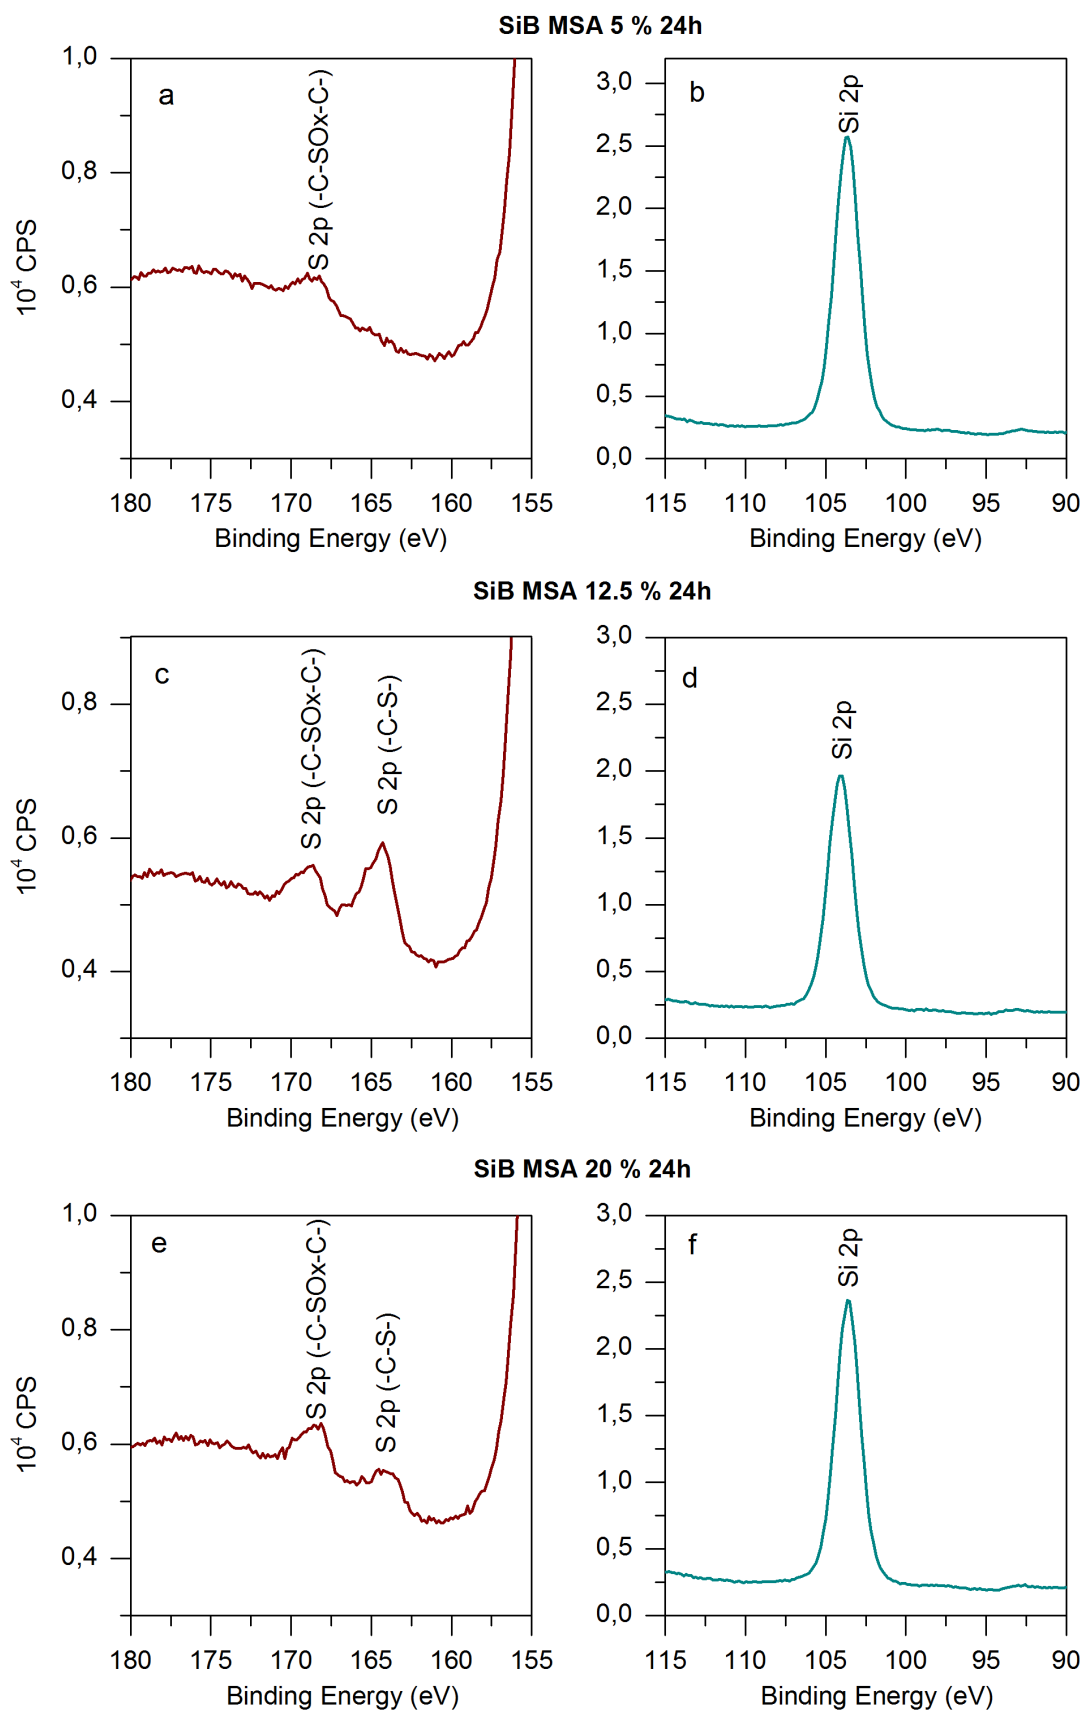 SiB MSA 5 % 24h
a
S 2p (-C-SOx-C-)
10⁴ CPS
1,0
0,8
0,6
0,4
180 175 170 165 160 155
Binding Energy (eV)
b
Si 2p
3,0
2,5
2,0
1,5
1,0
0,5
0,0
115 110 105 100 95 90
Binding Energy (eV)
SiB MSA 12.5 % 24h
c
S 2p (-C-SOx-C-)
S 2p (-C-S-)
10⁴ CPS
0,8
0,6
0,4
180 175 170 165 160 155
Binding Energy (eV)
d
Si 2p
3,0
2,5
2,0
1,5
1,0
0,5
0,0
115 110 105 100 95 90
Binding Energy (eV)
SiB MSA 20 % 24h
e
S 2p (-C-SOx-C-)
S 2p (-C-S-)
10⁴ CPS
1,0
0,8
0,6
0,4
180 175 170 165 160 155
Binding Energy (eV)
f
Si 2p
3,0
2,5
2,0
1,5
1,0
0,5
0,0
115 110 105 100 95 90
Binding Energy (eV)